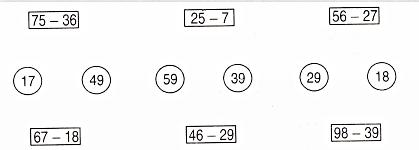 75 – 36 25 – 7 56 – 27
17 49 59 39 29 18
67 – 18 46 – 29 98 – 39